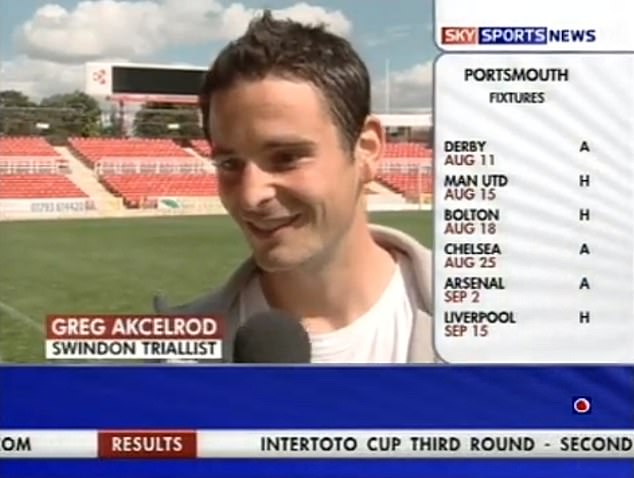 SKY SPORTS NEWS
PORTSMOUTH
FIXTURES
DERBY A
AUG 11
MAN UTD H
AUG 15
BOLTON H
AUG 18
CHELSEA A
AUG 25
ARSENAL A
SEP 2
LIVERPOOL H
SEP 15
GREG AKCELROD
SWINDON TRIALLIST
OM RESULTS INTERTOTO CUP THIRD ROUND - SECOND